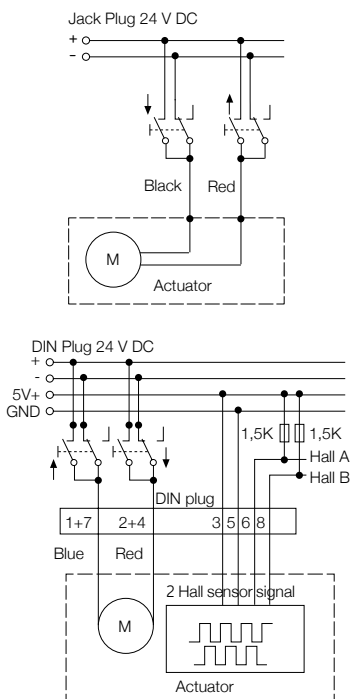 Jack Plug 24 V DC
+
-
Black Red
M
Actuator
DIN Plug 24 V DC
+
-
5V+
GND
1,5K 1,5K
Hall A
Hall B
DIN plug
1+7 2+4 3 5 6 8
Blue Red
2 Hall sensor signal
M
Actuator